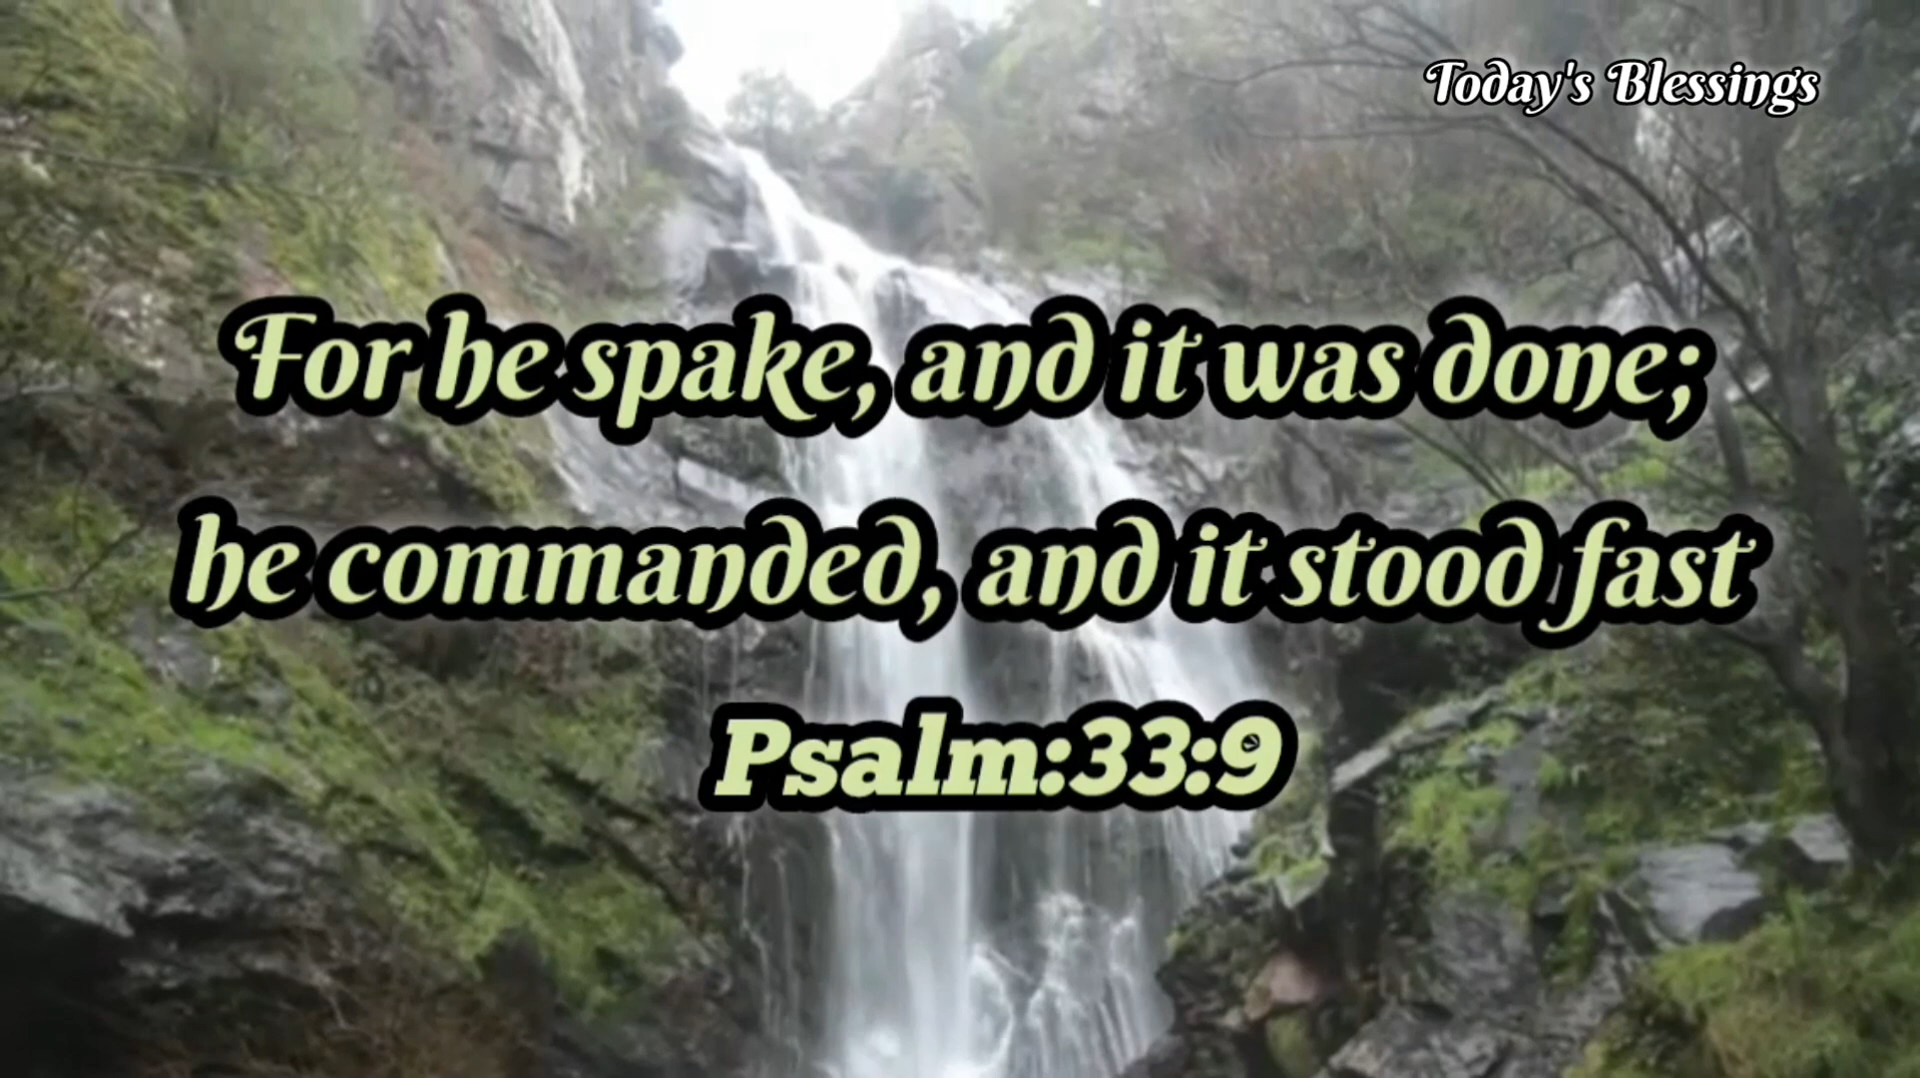 Today's Blessings
For he spake, and it was done;
he commanded, and it stood fast
Psalm:33:9